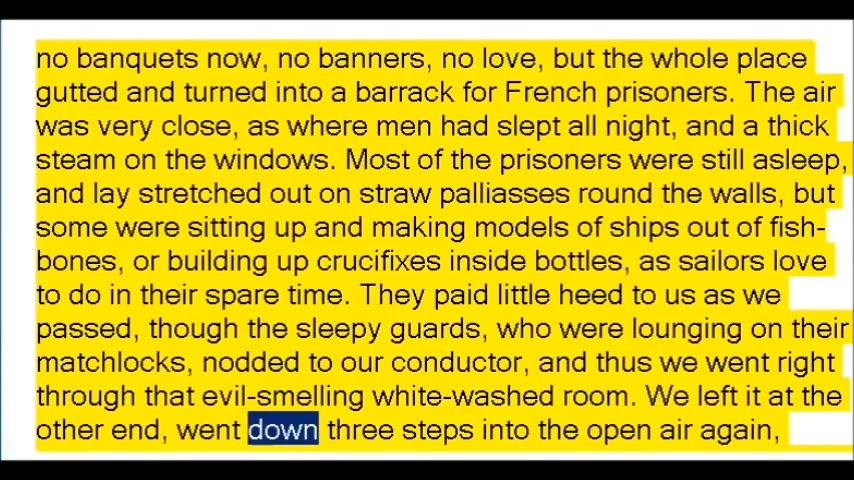 no banquets now, no banners, no love, but the whole place
gutted and turned into a barrack for French prisoners. The air
was very close, as where men had slept all night, and a thick
steam on the windows. Most of the prisoners were still asleep,
and lay stretched out on straw palliasses round the walls, but
some were sitting up and making models of ships out of fish-
bones, or building up crucifixes inside bottles, as sailors love
to do in their spare time. They paid little heed to us as we
passed, though the sleepy guards, who were lounging on their
matchlocks, nodded to our conductor, and thus we went right
through that evil-smelling white-washed room. We left it at the
other end, went down three steps into the open air again,